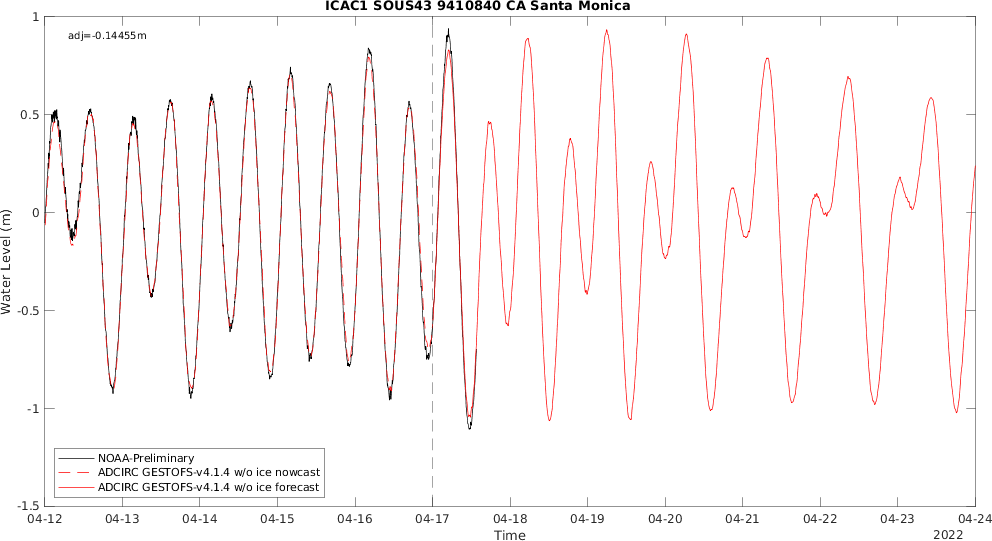 ICAC1 SOUS43 9410840 CA Santa Monica
adj=-0.14455m
1
0.5
0
-0.5
-1
-1.5
Water Level (m)
NOAA-Preliminary
ADCIRC GESTOFS-v4.1.4 w/o ice nowcast
ADCIRC GESTOFS-v4.1.4 w/o ice forecast
04-12 04-13 04-14 04-15 04-16 04-17 04-18 04-19 04-20 04-21 04-22 04-23 04-24
Time
2022